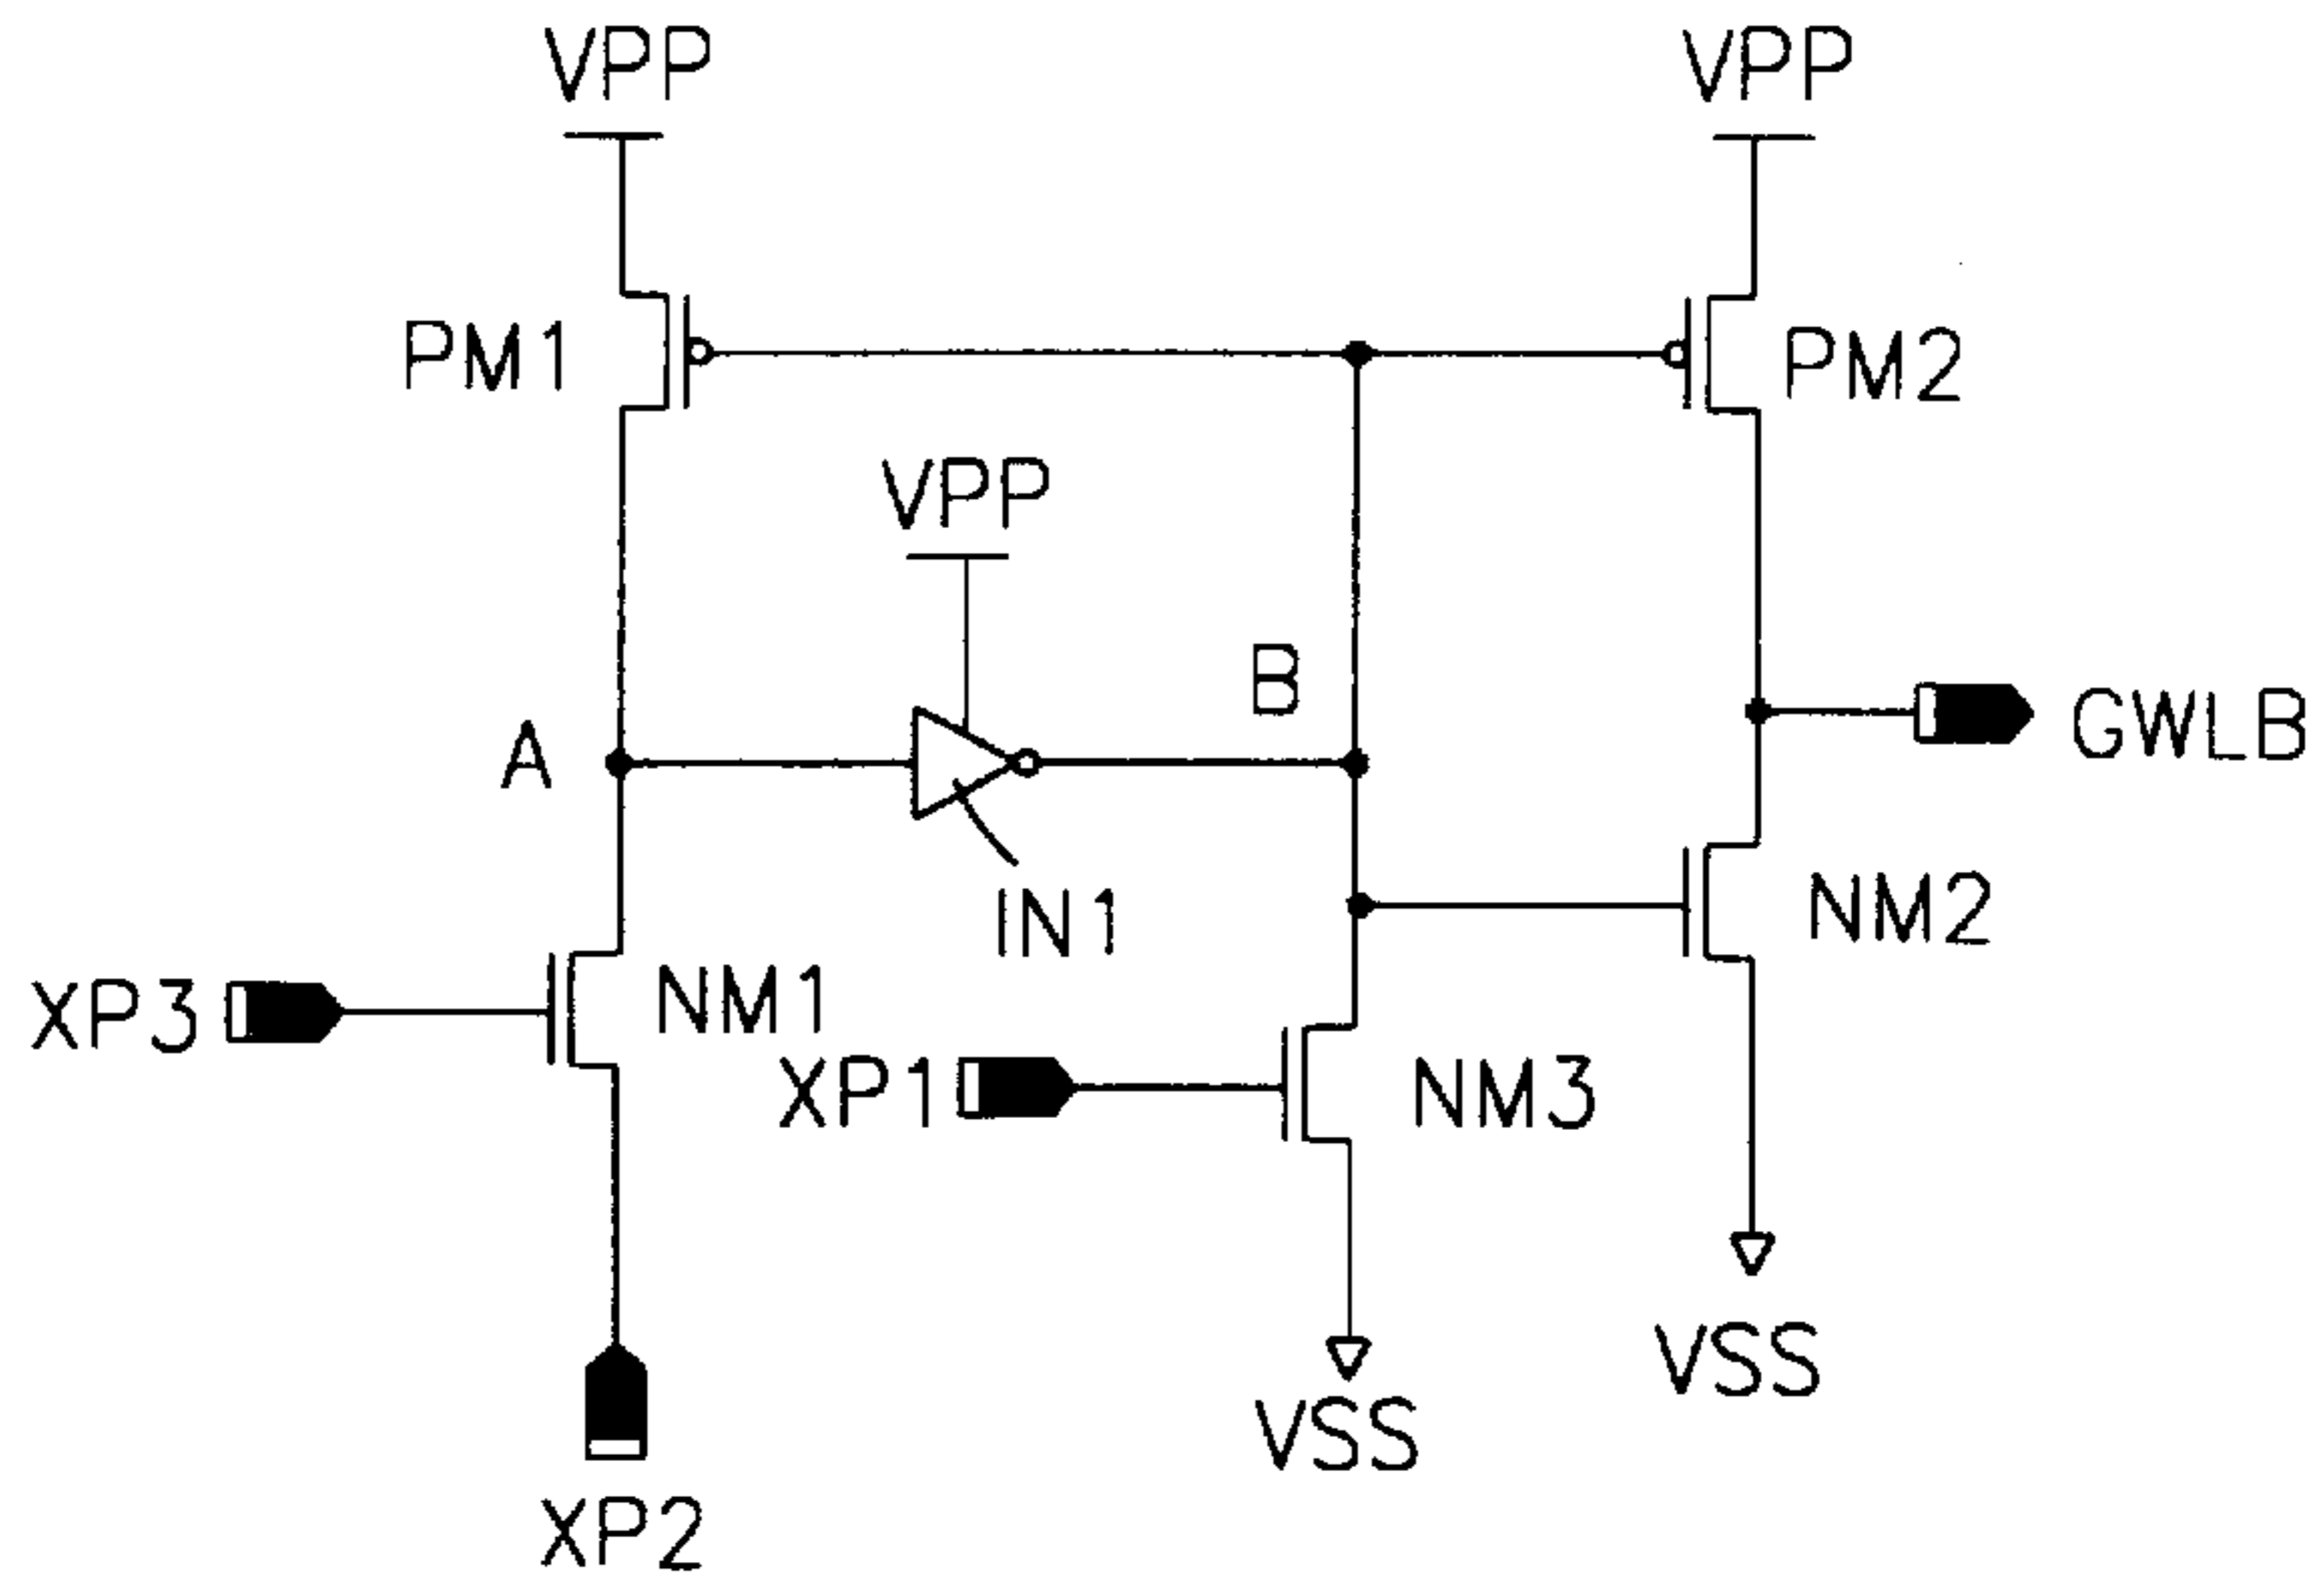 VPP
VPP
PM1
PM2
VPP
B
A
GWLB
IN1
NM2
XP3
NM1
XP1
NM3
VSS
VSS
XP2